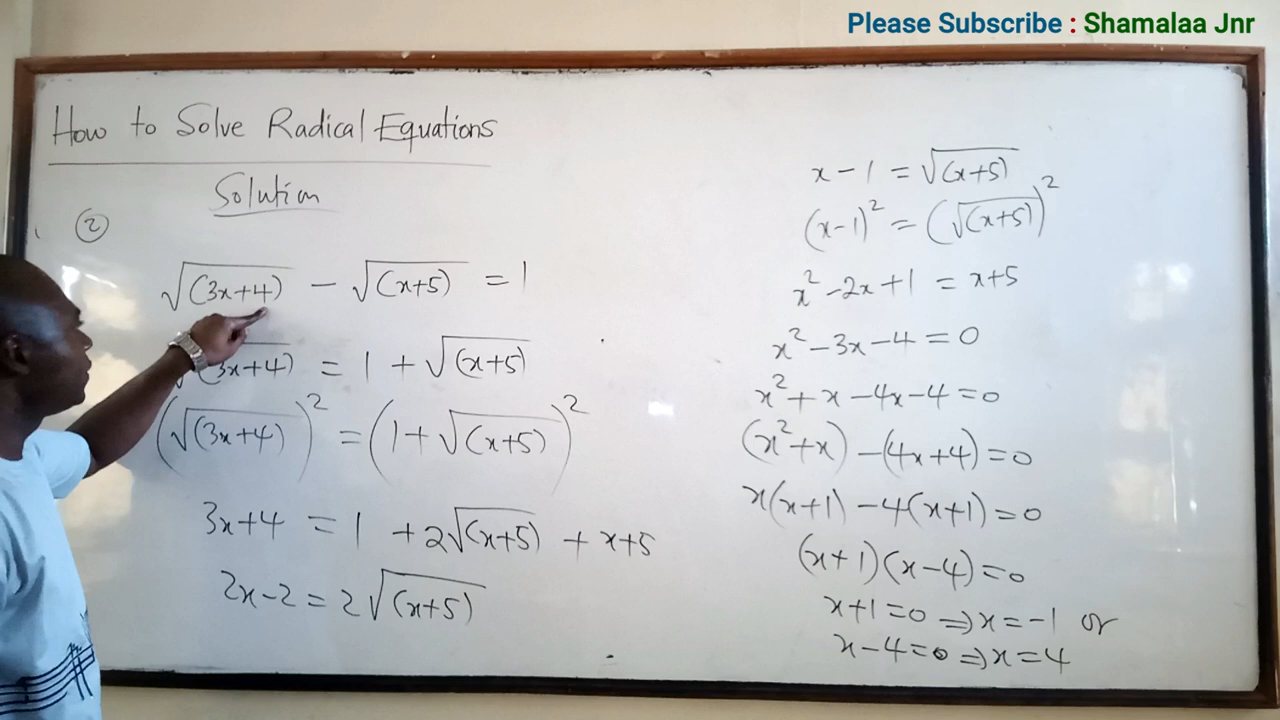 Please Subscribe : Shamalaa Jnr
How to Solve Radical Equations
Solution
②
√(3x+4) - √(x+5) = 1
√(3x+4) = 1 + √(x+5)
(√(3x+4))² = (1+√(x+5))²
3x+4 = 1 + 2√(x+5) + x+5
2x-2 = 2√(x+5)
x-1 = √(x+5)
(x-1)² = (√(x+5))²
x²-2x+1 = x+5
x²-3x-4=0
x²+x-4x-4=0
(x²+x)-(4x+4)=0
x(x+1)-4(x+1)=0
(x+1)(x-4)=0
x+1=0⇒x=-1 or
x-4=0⇒x=4